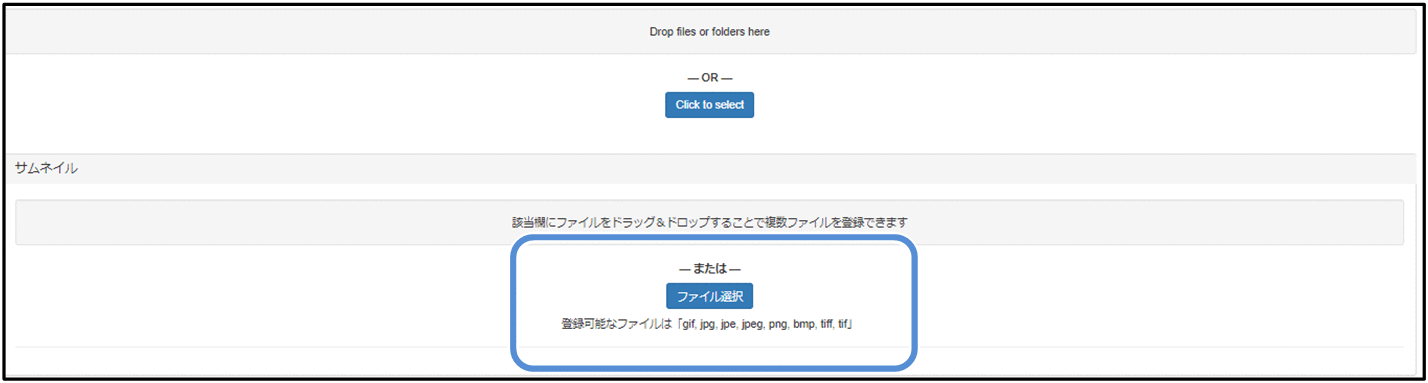 Drop files or folders here
— OR —
Click to select
サムネイル
該当欄にファイルをドラッグ＆ドロップすることで複数ファイルを登録できます
— または —
ファイル選択
登録可能なファイルは「gif, jpg, jpe, jpeg, png, bmp, tiff, tif」